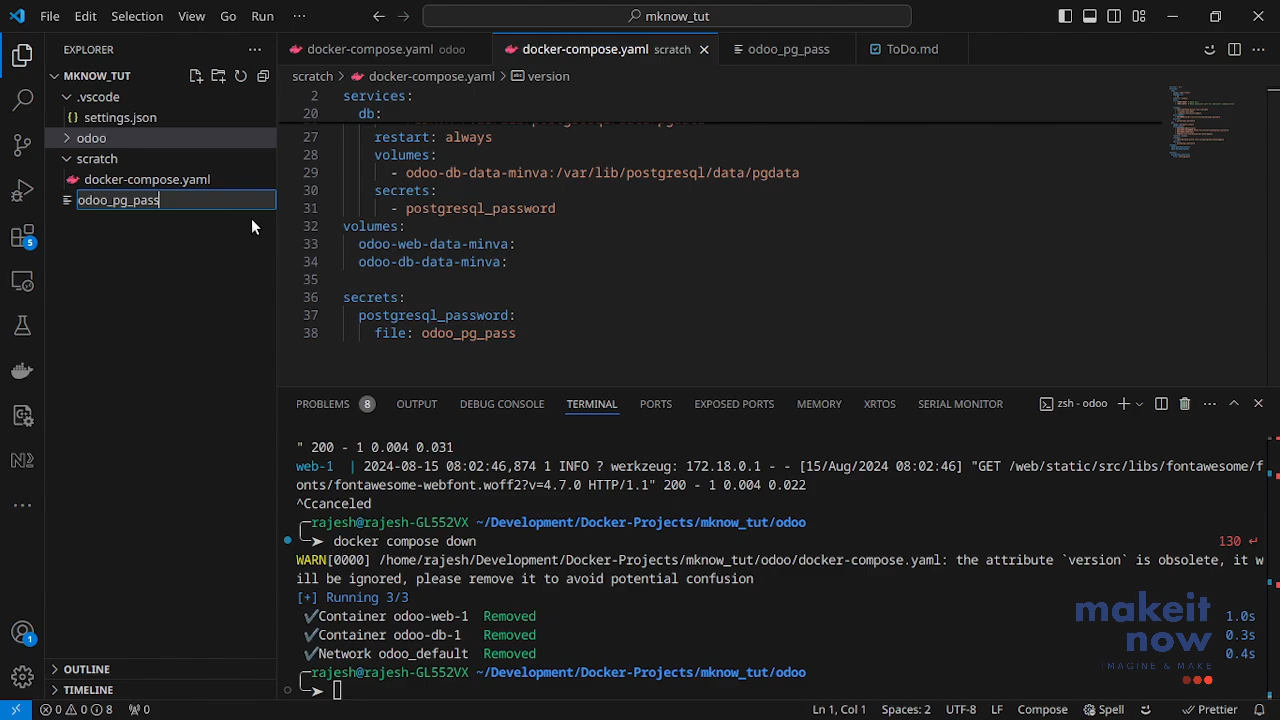 File Edit Selection View Go Run ··· mknow_tut
EXPLORER ···
docker-compose.yaml odoo docker-compose.yaml scratch odoo_pg_pass ToDo.md
MKNOW_TUT
scratch > docker-compose.yaml > version
.vscode
settings.json
odoo
scratch
docker-compose.yaml
odoo_pg_pass
2 services:
20 db:
27 restart: always
28 volumes:
29 - odoo-db-data-minva:/var/lib/postgresql/data/pgdata
30 secrets:
31 - postgresql_password
32 volumes:
33 odoo-web-data-minva:
34 odoo-db-data-minva:
35
36 secrets:
37 postgresql_password:
38 file: odoo_pg_pass
PROBLEMS 8 OUTPUT DEBUG CONSOLE TERMINAL PORTS EXPOSED PORTS MEMORY XRTOS SERIAL MONITOR zsh - odoo
" 200 - 1 0.004 0.031
web-1 | 2024-08-15 08:02:46,874 1 INFO ? werkzeug: 172.18.0.1 - - [15/Aug/2024 08:02:46] "GET /web/static/src/libs/fontawesome/f
onts/fontawesome-webfont.woff2?v=4.7.0 HTTP/1.1" 200 - 1 0.004 0.022
^Ccanceled
rajesh@rajesh-GL552VX ~/Development/Docker-Projects/mknow_tut/odoo
docker compose down 130 ↵
WARN[0000] /home/rajesh/Development/Docker-Projects/mknow_tut/odoo/docker-compose.yaml: the attribute `version` is obsolete, it w
ill be ignored, please remove it to avoid potential confusion
[+] Running 3/3
✔Container odoo-web-1 Removed 1.0s
✔Container odoo-db-1 Removed 0.3s
✔Network odoo_default Removed 0.4s
rajesh@rajesh-GL552VX ~/Development/Docker-Projects/mknow_tut/odoo
makeit
now
IMAGINE & MAKE
5
1
OUTLINE
TIMELINE
0 0 8 0 Ln 1, Col 1 Spaces: 2 UTF-8 LF Compose Spell Prettier